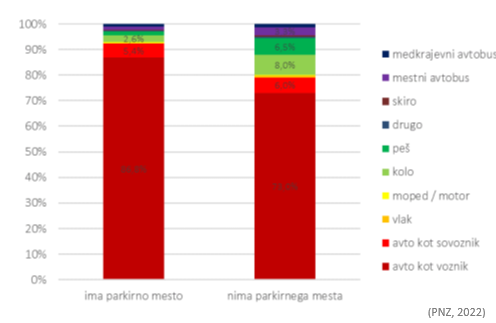 100%
90%
80%
70%
60%
50%
40%
30%
20%
10%
0%
2,6%
6,5%
8,0%
ima parkirno mesto
nima parkirnega mesta
medkrajevni avtobus
mestni avtobus
skiro
drugo
peš
kolo
moped / motor
vlak
avto kot sovoznik
avto kot voznik
(PNZ, 2022)